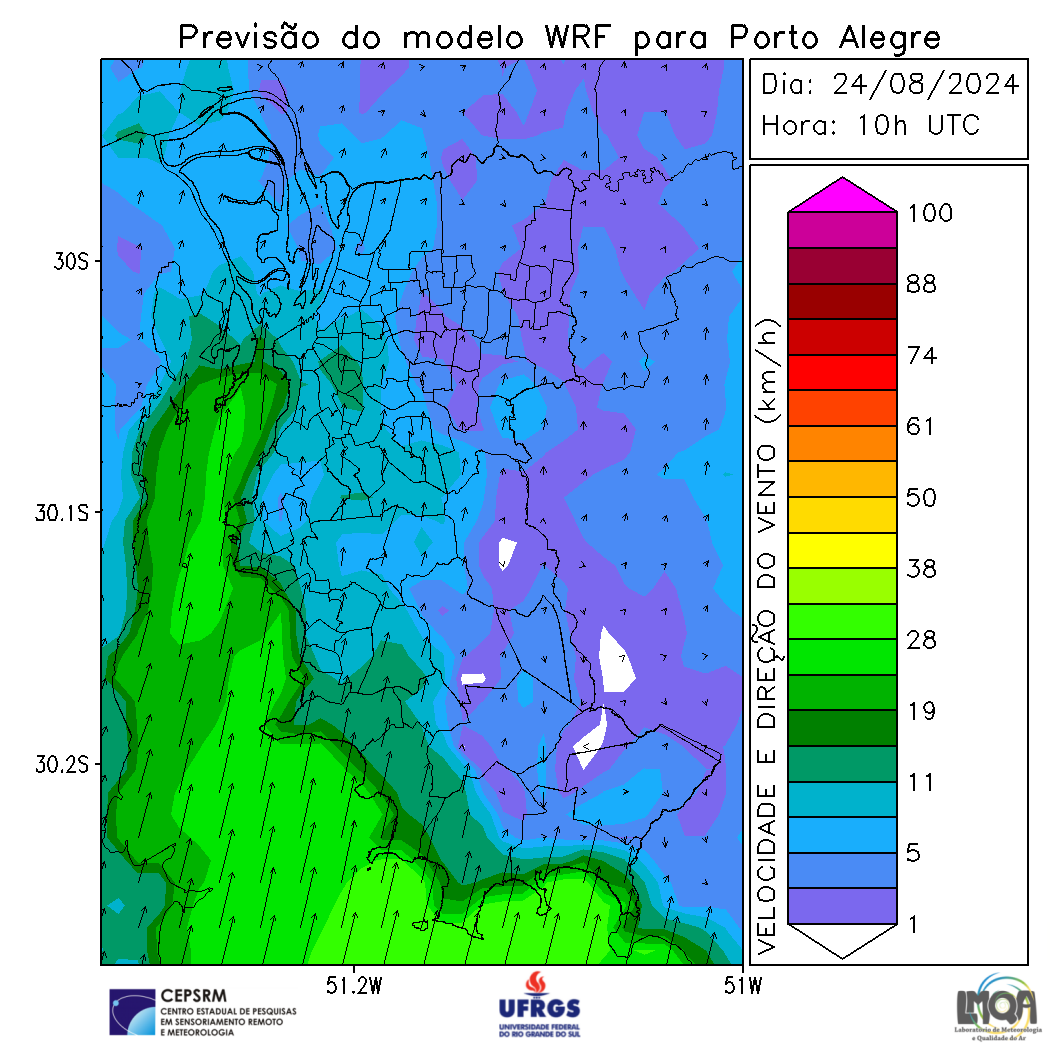 Previsão do modelo WRF para Porto Alegre
Dia: 24/08/2024
Hora: 10h UTC
30S
30.1S
30.2S
51.2W
51W
VELOCIDADE E DIREÇÃO DO VENTO (km/h)
100
88
74
61
50
38
28
19
11
5
1
CEPSRM
CENTRO ESTADUAL DE PESQUISAS
EM SENSORIAMENTO REMOTO
E METEOROLOGIA
UFRGS
UNIVERSIDADE FEDERAL
DO RIO GRANDE DO SUL
LMQA
Laboratório de Meteorologia
e Qualidade do Ar